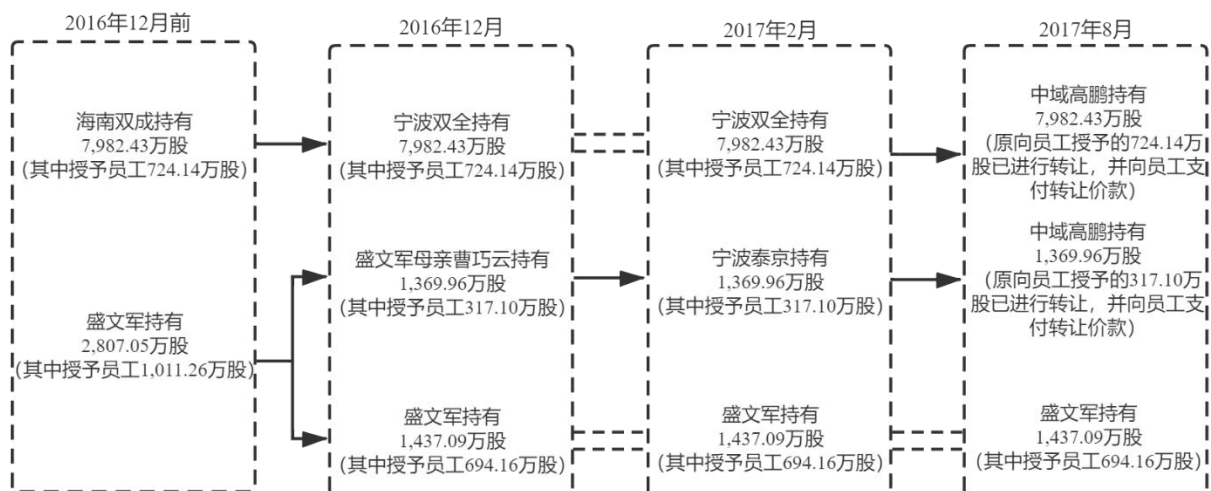 2016年12月前
海南双成持有
7,982.43万股
(其中授予员工724.14万股)
盛文军持有
2,807.05万股
(其中授予员工1,011.26万股)
2016年12月
宁波双全持有
7,982.43万股
(其中授予员工724.14万股)
盛文军母亲曹巧云持有
1,369.96万股
(其中授予员工317.10万股)
盛文军持有
1,437.09万股
(其中授予员工694.16万股)
2017年2月
宁波双全持有
7,982.43万股
(其中授予员工724.14万股)
宁波泰京持有
1,369.96万股
(其中授予员工317.10万股)
盛文军持有
1,437.09万股
(其中授予员工694.16万股)
2017年8月
中域高鹏持有
7,982.43万股
(原向员工授予的724.14万
股已进行转让，并向员工支
付转让价款)
中域高鹏持有
1,369.96万股
(原向员工授予的317.10万
股已进行转让，并向员工支
付转让价款)
盛文军持有
1,437.09万股
(其中授予员工694.16万股)